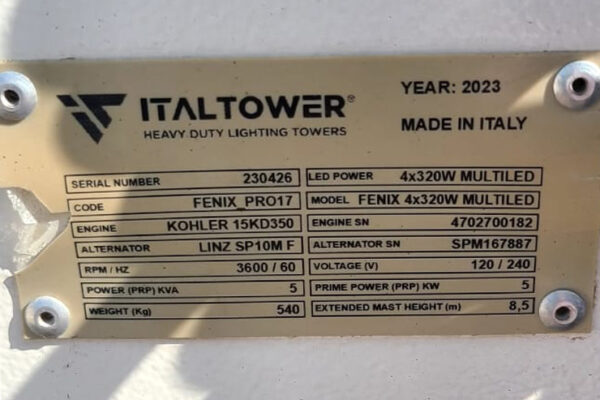 ITALTOWER®
HEAVY DUTY LIGHTING TOWERS
YEAR: 2023
MADE IN ITALY
SERIAL NUMBER 230426 LED POWER 4x320W MULTILED
CODE FENIX_PRO17 MODEL FENIX 4x320W MULTILED
ENGINE KOHLER 15KD350 ENGINE SN 4702700182
ALTERNATOR LINZ SP10M F ALTERNATOR SN SPM167887
RPM / HZ 3600 / 60 VOLTAGE (V) 120 / 240
POWER (PRP) KVA 5 PRIME POWER (PRP) KW 5
WEIGHT (Kg) 540 EXTENDED MAST HEIGHT (m) 8,5